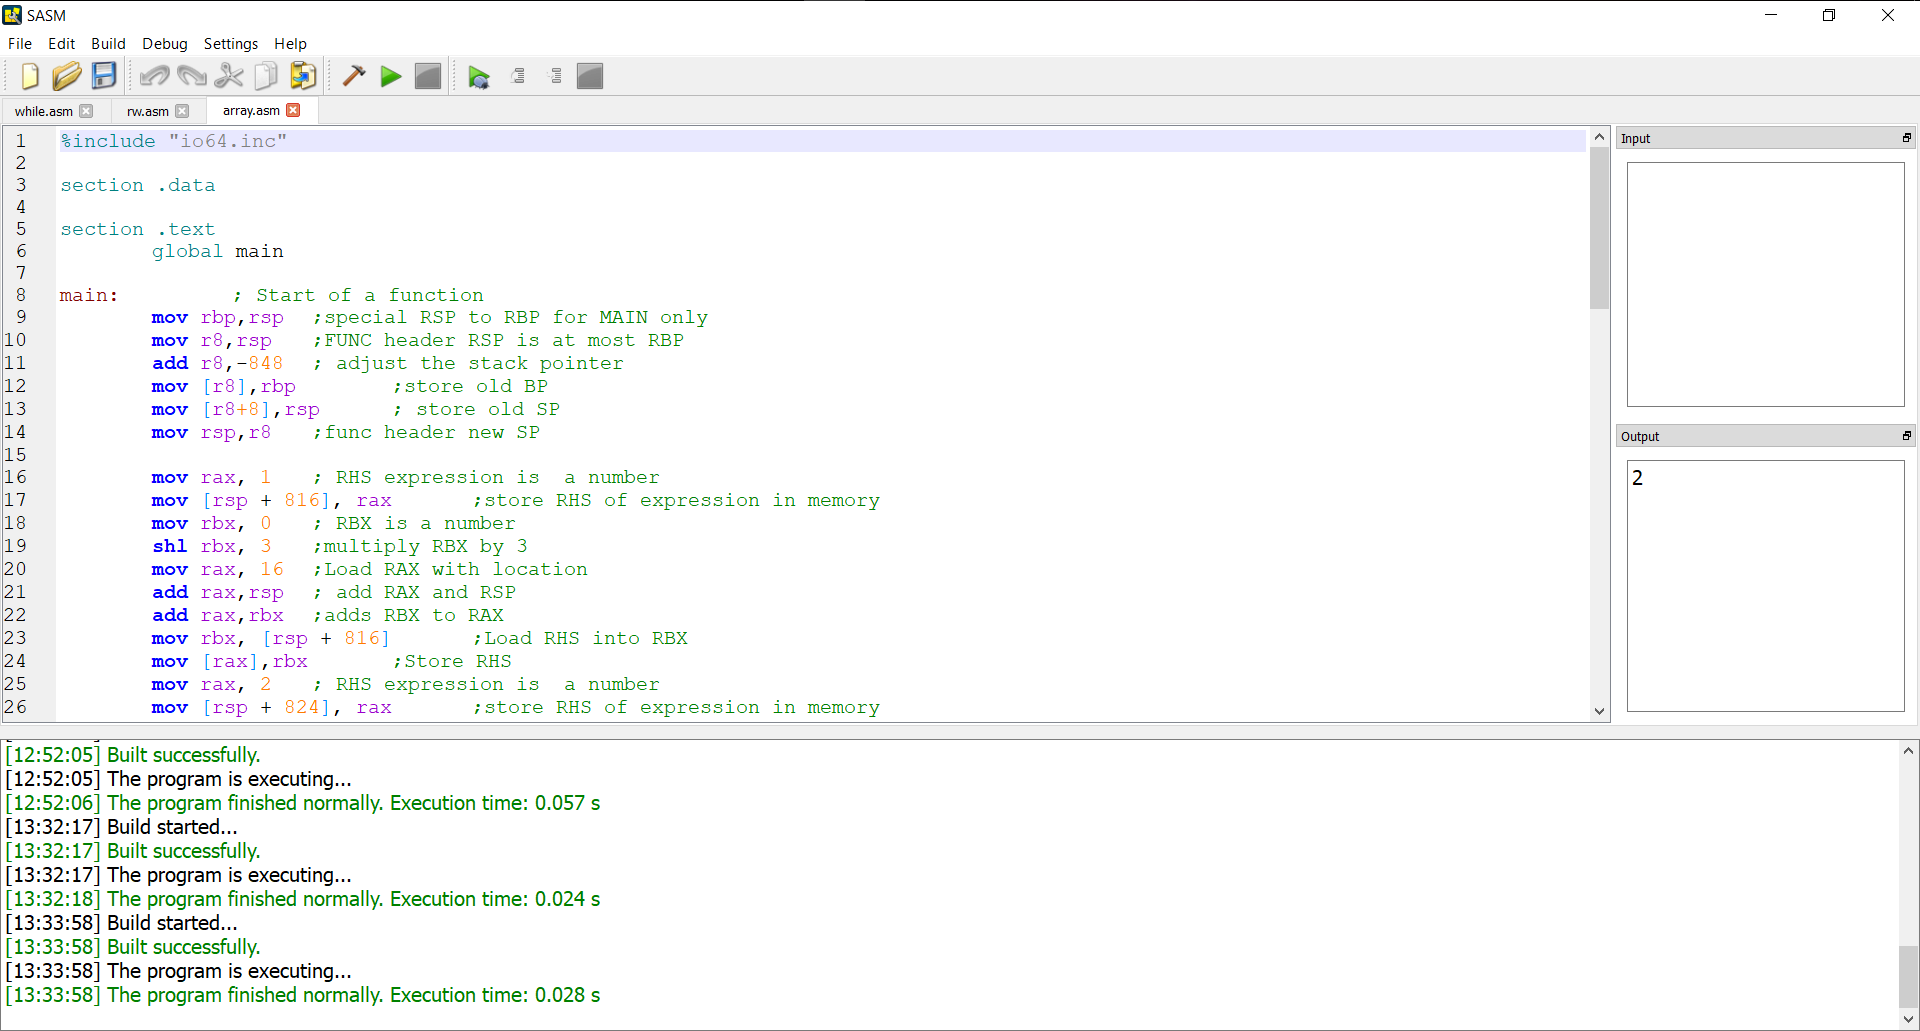 SASM
File Edit Build Debug Settings Help
while.asm rw.asm array.asm
1 %include "io64.inc"
2
3 section .data
4
5 section .text
6 global main
7
8 main: ; Start of a function
9 mov rbp,rsp ;special RSP to RBP for MAIN only
10 mov r8,rsp ;FUNC header RSP is at most RBP
11 add r8,-848 ; adjust the stack pointer
12 mov [r8],rbp ;store old BP
13 mov [r8+8],rsp ; store old SP
14 mov rsp,r8 ;func header new SP
15
16 mov rax, 1 ; RHS expression is  a number
17 mov [rsp + 816], rax ;store RHS of expression in memory
18 mov rbx, 0 ; RBX is a number
19 shl rbx, 3 ;multiply RBX by 3
20 mov rax, 16 ;Load RAX with location
21 add rax,rsp ; add RAX and RSP
22 add rax,rbx ;adds RBX to RAX
23 mov rbx, [rsp + 816] ;Load RHS into RBX
24 mov [rax],rbx ;Store RHS
25 mov rax, 2 ; RHS expression is  a number
26 mov [rsp + 824], rax ;store RHS of expression in memory
Input
Output
2
[12:52:05] Built successfully.
[12:52:05] The program is executing...
[12:52:06] The program finished normally. Execution time: 0.057 s
[13:32:17] Build started...
[13:32:17] Built successfully.
[13:32:17] The program is executing...
[13:32:18] The program finished normally. Execution time: 0.024 s
[13:33:58] Build started...
[13:33:58] Built successfully.
[13:33:58] The program is executing...
[13:33:58] The program finished normally. Execution time: 0.028 s